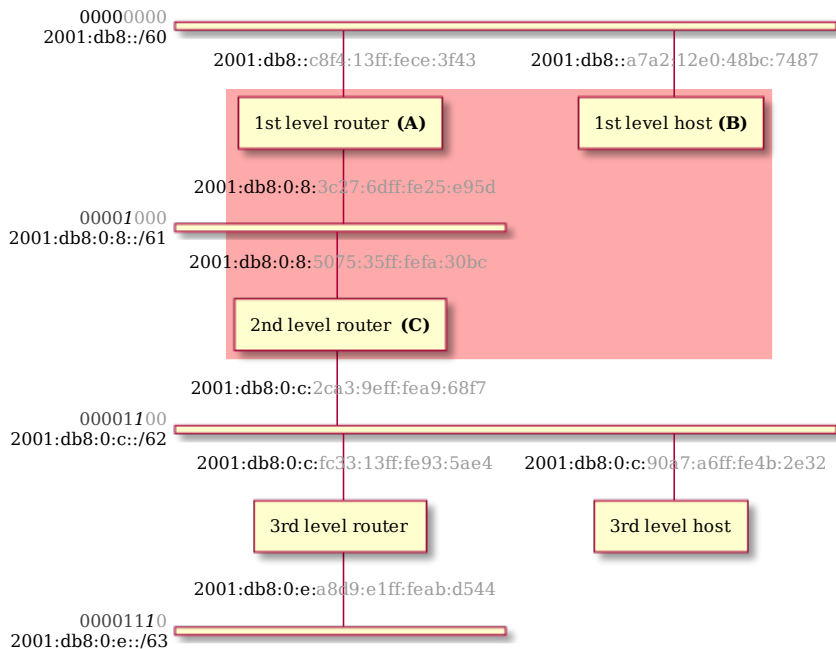 00000000
2001:db8::/60
2001:db8::c8f4:13ff:fece:3f43
2001:db8::a7a2:12e0:48bc:7487
1st level router (A)
1st level host (B)
2001:db8:0:8:3c27:6dff:fe25:e95d
00001000
2001:db8:0:8::/61
2001:db8:0:8:5075:35ff:fefa:30bc
2nd level router (C)
2001:db8:0:c:2ca3:9eff:fea9:68f7
00001100
2001:db8:0:c::/62
2001:db8:0:c:fc33:13ff:fe93:5ae4
2001:db8:0:c:90a7:a6ff:fe4b:2e32
3rd level router
3rd level host
2001:db8:0:e:a8d9:e1ff:feab:d544
00001110
2001:db8:0:e::/63